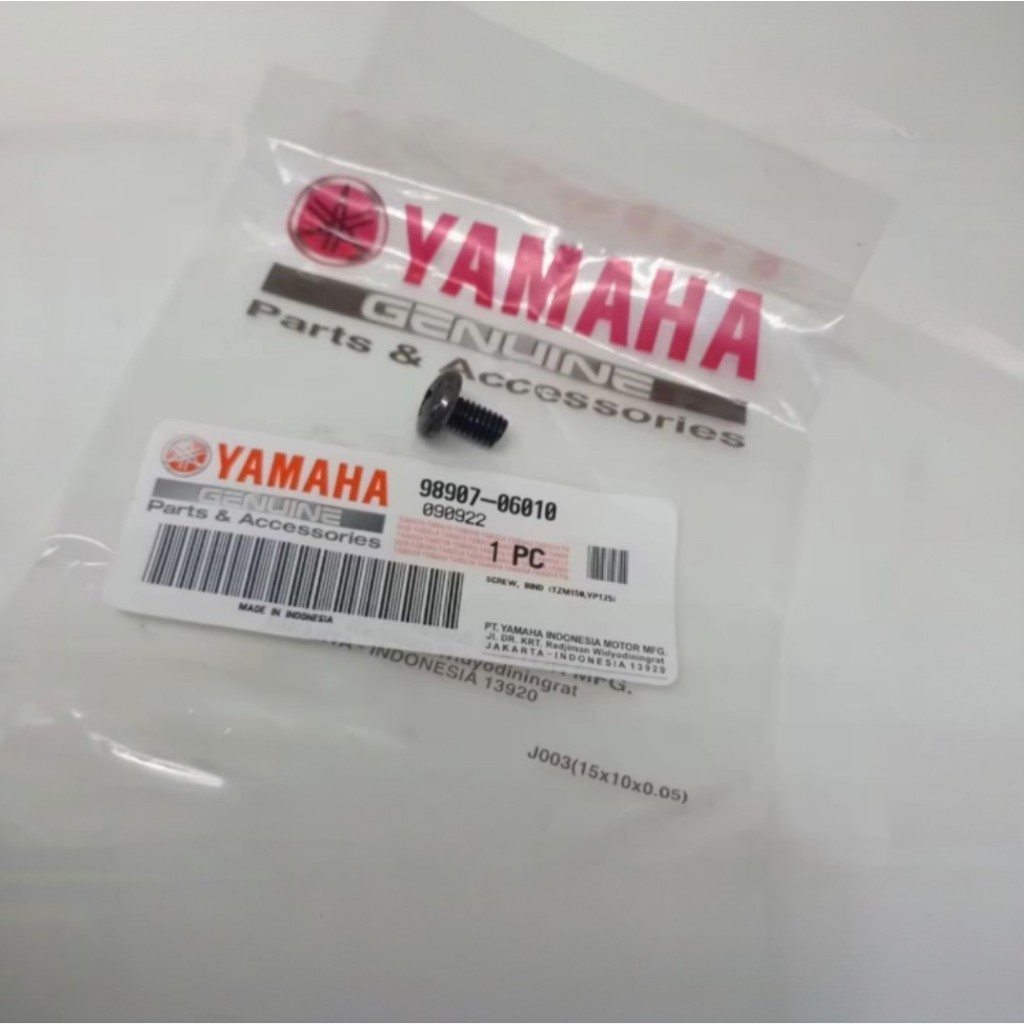 YAMAHA
GENUINE
Parts & Accessories
YAMAHA
GENUINE
Parts & Accessories
98907-06010
090922
1 PC
SCREW, BIND (TZM150,YP125)
MADE IN INDONESIA
PT. YAMAHA INDONESIA MOTOR MFG.
Jl. DR. KRT. Radjiman Widyodiningrat
JAKARTA - INDONESIA 13920
MFG.
Widyodiningrat
- INDONESIA 13920
J003(15x10x0.05)